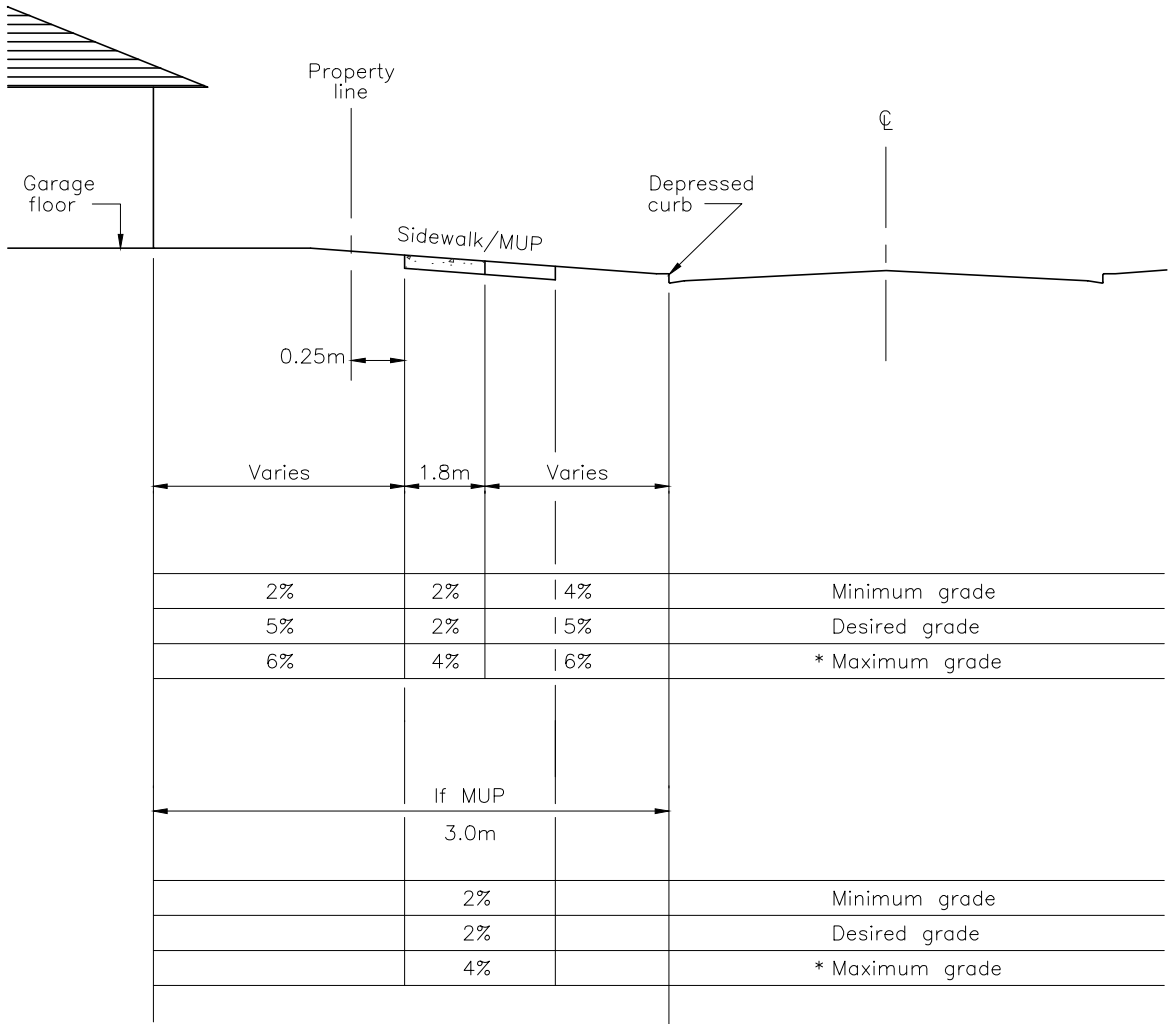 Property
line
℄
Garage
floor
Depressed
curb
Sidewalk/MUP
0.25m
Varies 1.8m Varies
2% 2% 4% Minimum grade
5% 2% 5% Desired grade
6% 4% 6% * Maximum grade
If MUP
3.0m
2% Minimum grade
2% Desired grade
4% * Maximum grade